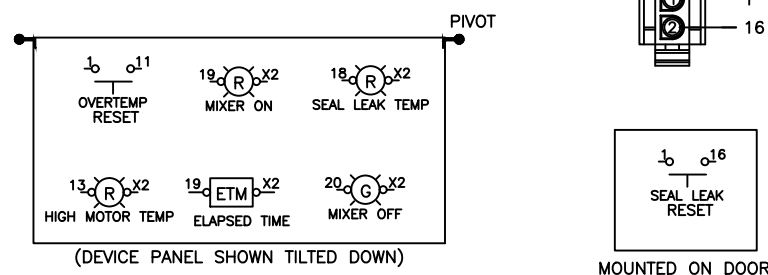 PIVOT
1
2 16
1 11
OVERTEMP
RESET
19 R X2
MIXER ON
18 R X2
SEAL LEAK TEMP
13 R X2
HIGH MOTOR TEMP
19 ETM X2
ELAPSED TIME
20 G X2
MIXER OFF
(DEVICE PANEL SHOWN TILTED DOWN)
1 16
SEAL LEAK
RESET
MOUNTED ON DOOR